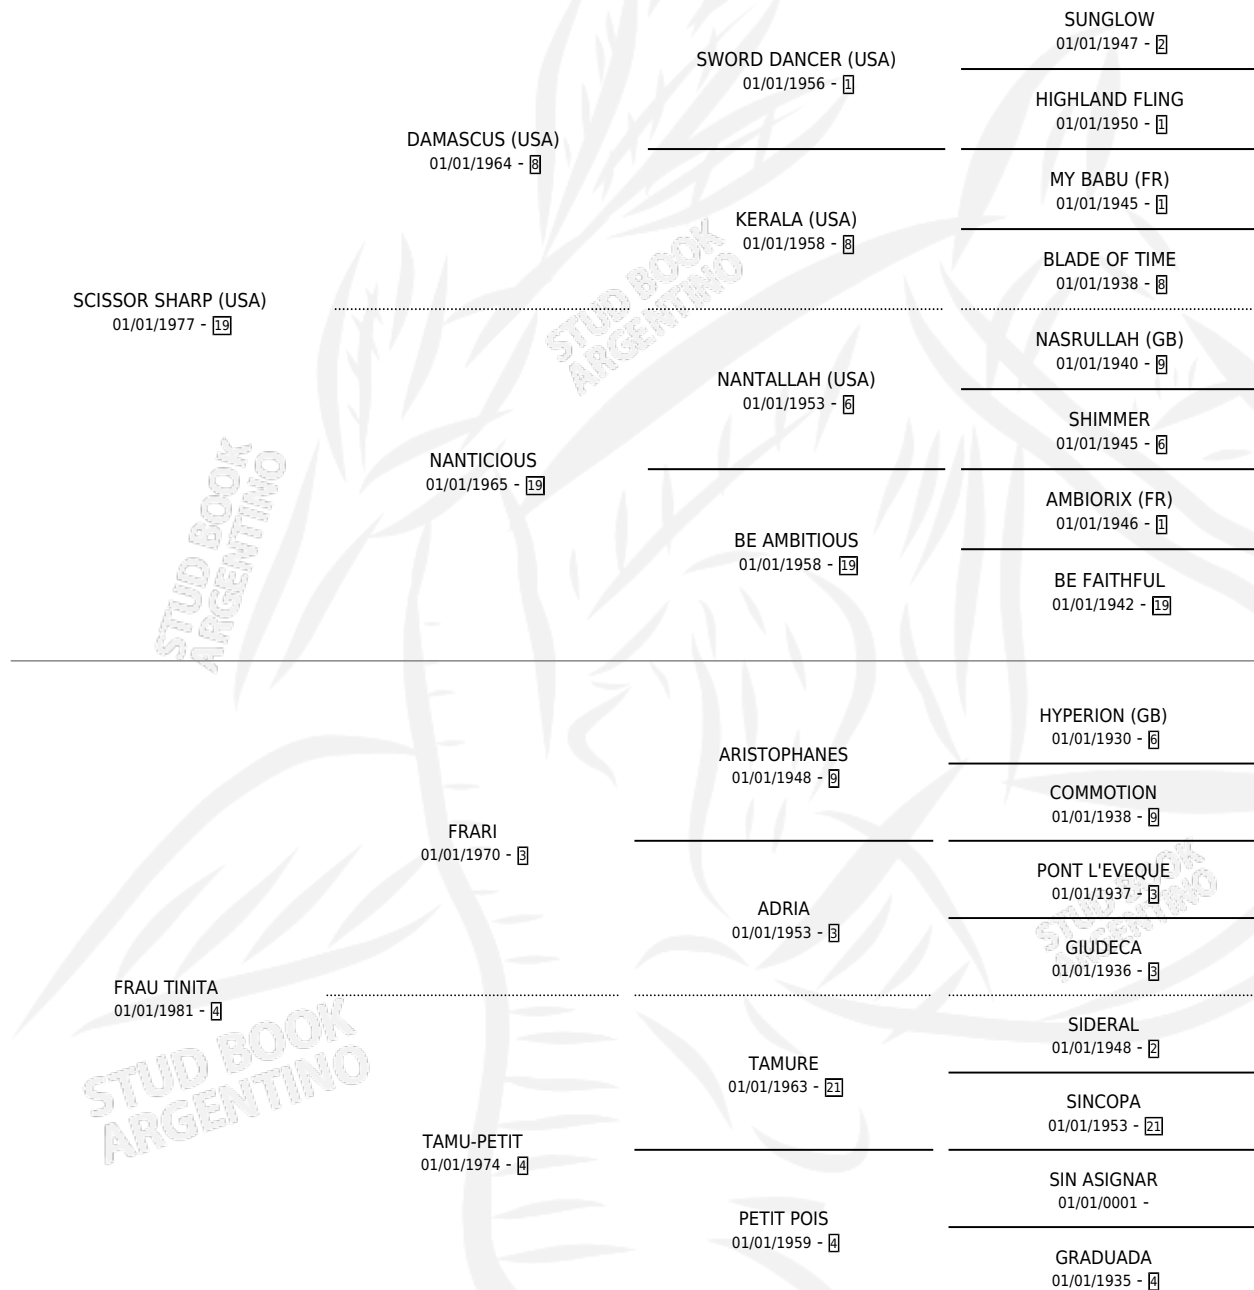 SUNGLOW
01/01/1947 - 2
SWORD DANCER (USA)
01/01/1956 - 1
HIGHLAND FLING
01/01/1950 - 1
DAMASCUS (USA)
01/01/1964 - 8
MY BABU (FR)
01/01/1945 - 1
KERALA (USA)
01/01/1958 - 8
BLADE OF TIME
01/01/1938 - 8
SCISSOR SHARP (USA)
01/01/1977 - 19
NASRULLAH (GB)
01/01/1940 - 9
NANTALLAH (USA)
01/01/1953 - 6
SHIMMER
01/01/1945 - 6
NANTICIOUS
01/01/1965 - 19
AMBIORIX (FR)
01/01/1946 - 1
BE AMBITIOUS
01/01/1958 - 19
BE FAITHFUL
01/01/1942 - 19
HYPERION (GB)
01/01/1930 - 6
ARISTOPHANES
01/01/1948 - 9
COMMOTION
01/01/1938 - 9
FRARI
01/01/1970 - 3
PONT L'EVEQUE
01/01/1937 - 3
ADRIA
01/01/1953 - 3
GIUDECA
01/01/1936 - 3
FRAU TINITA
01/01/1981 - 4
SIDERAL
01/01/1948 - 2
TAMURE
01/01/1963 - 21
SINCOPA
01/01/1953 - 21
TAMU-PETIT
01/01/1974 - 4
SIN ASIGNAR
01/01/0001 -
PETIT POIS
01/01/1959 - 4
GRADUADA
01/01/1935 - 4
STUD BOOK
ARGENTINO
STUD BOOK
ARGENTINO
STUD BOOK
ARGENTINO
STUD BOOK
ARGENTINO